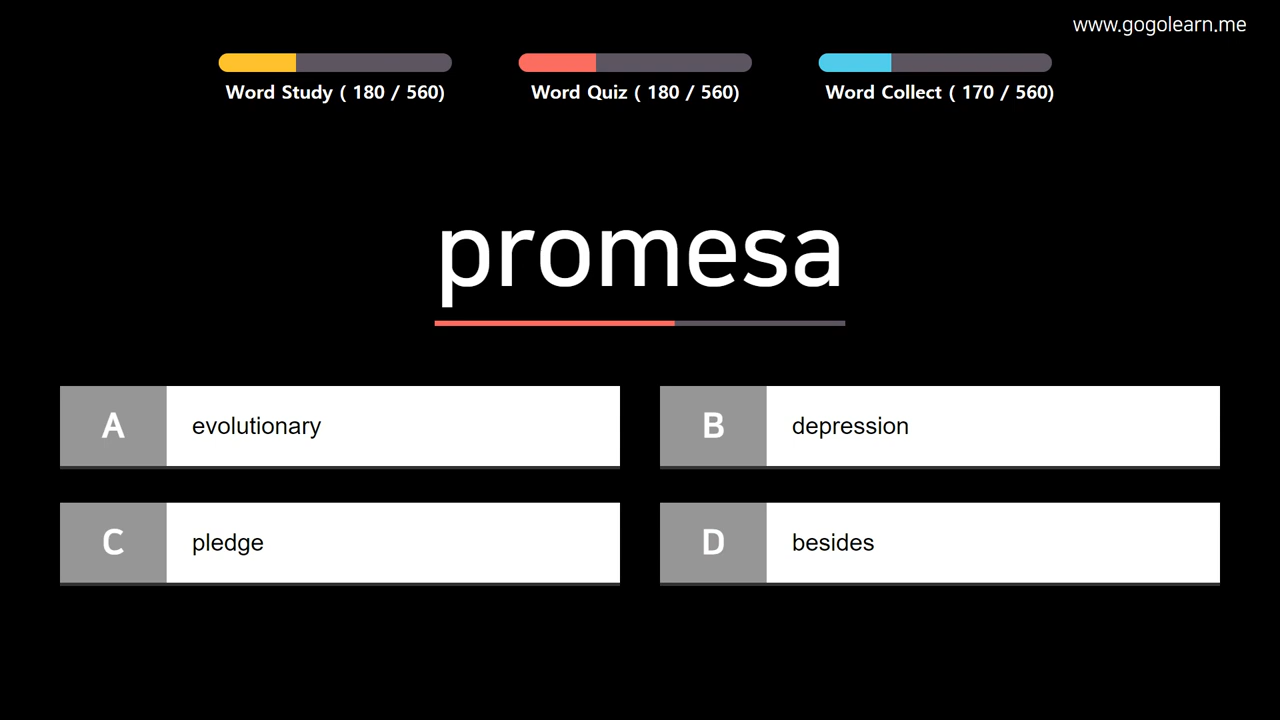 www.gogolearn.me
Word Study ( 180 / 560)
Word Quiz ( 180 / 560)
Word Collect ( 170 / 560)
promesa
A evolutionary
B depression
C pledge
D besides